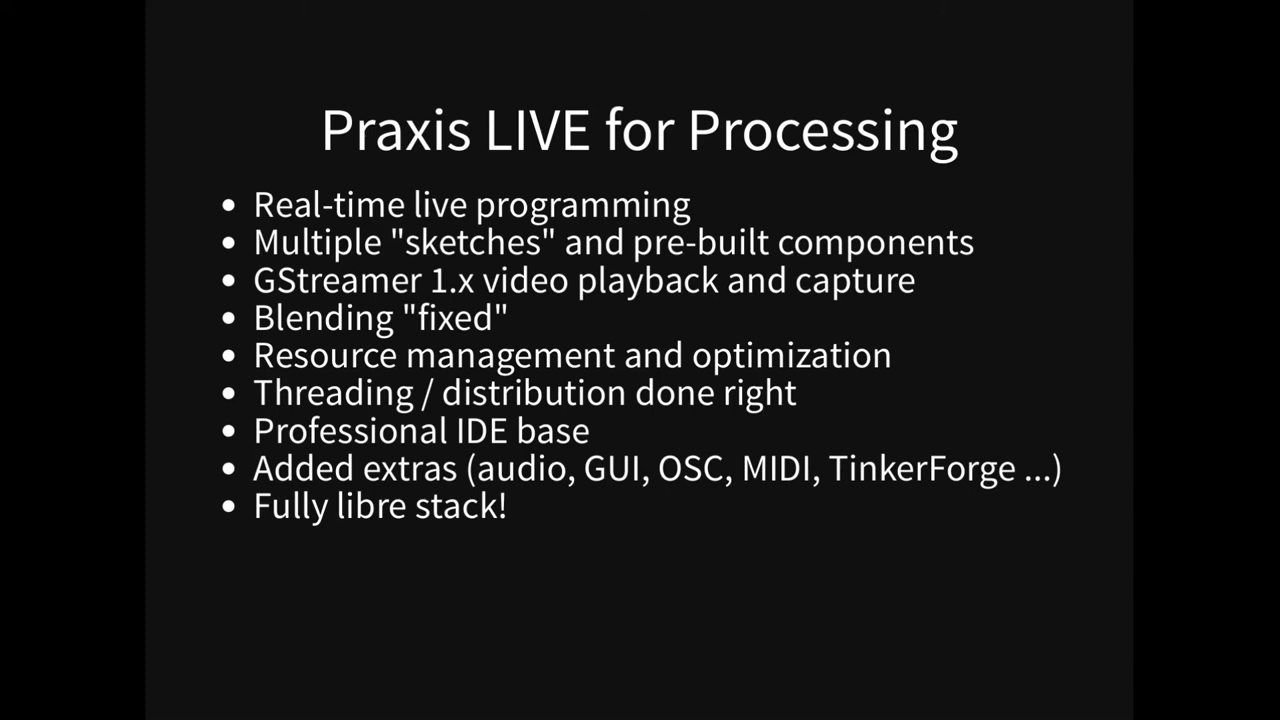 Praxis LIVE for Processing
• Real-time live programming
• Multiple "sketches" and pre-built components
• GStreamer 1.x video playback and capture
• Blending "fixed"
• Resource management and optimization
• Threading / distribution done right
• Professional IDE base
• Added extras (audio, GUI, OSC, MIDI, TinkerForge ...)
• Fully libre stack!